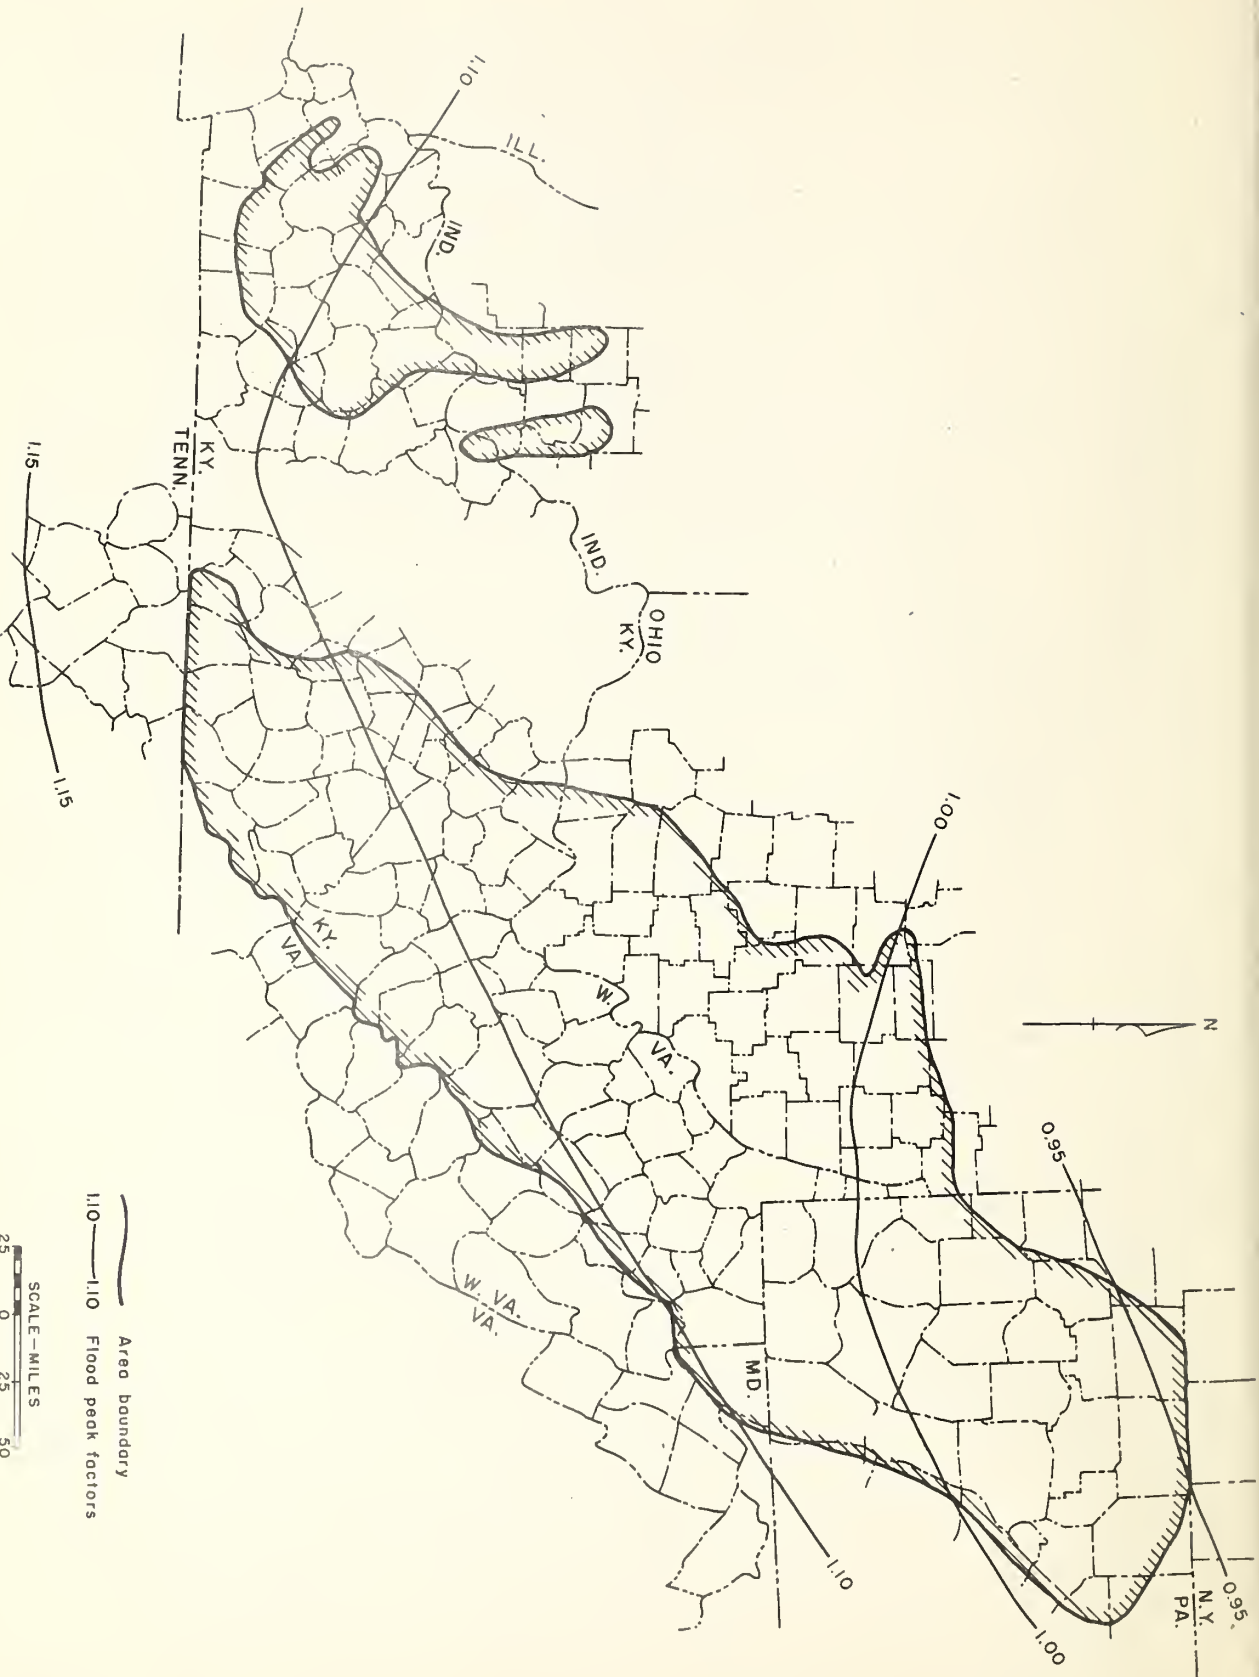 1.10
ILL.
IND.
1.15
KY.
TENN.
IND.
OHIO
KY.
1.15
1.00
KY.
VA.
W.
VA.
N
0.95
W. VA.
VA.
MD.
1.10
1.00
0.95
N.Y.
PA.
Area boundary
1.10 1.10 Flood peak factors
SCALE—MILES
25 0 25 50